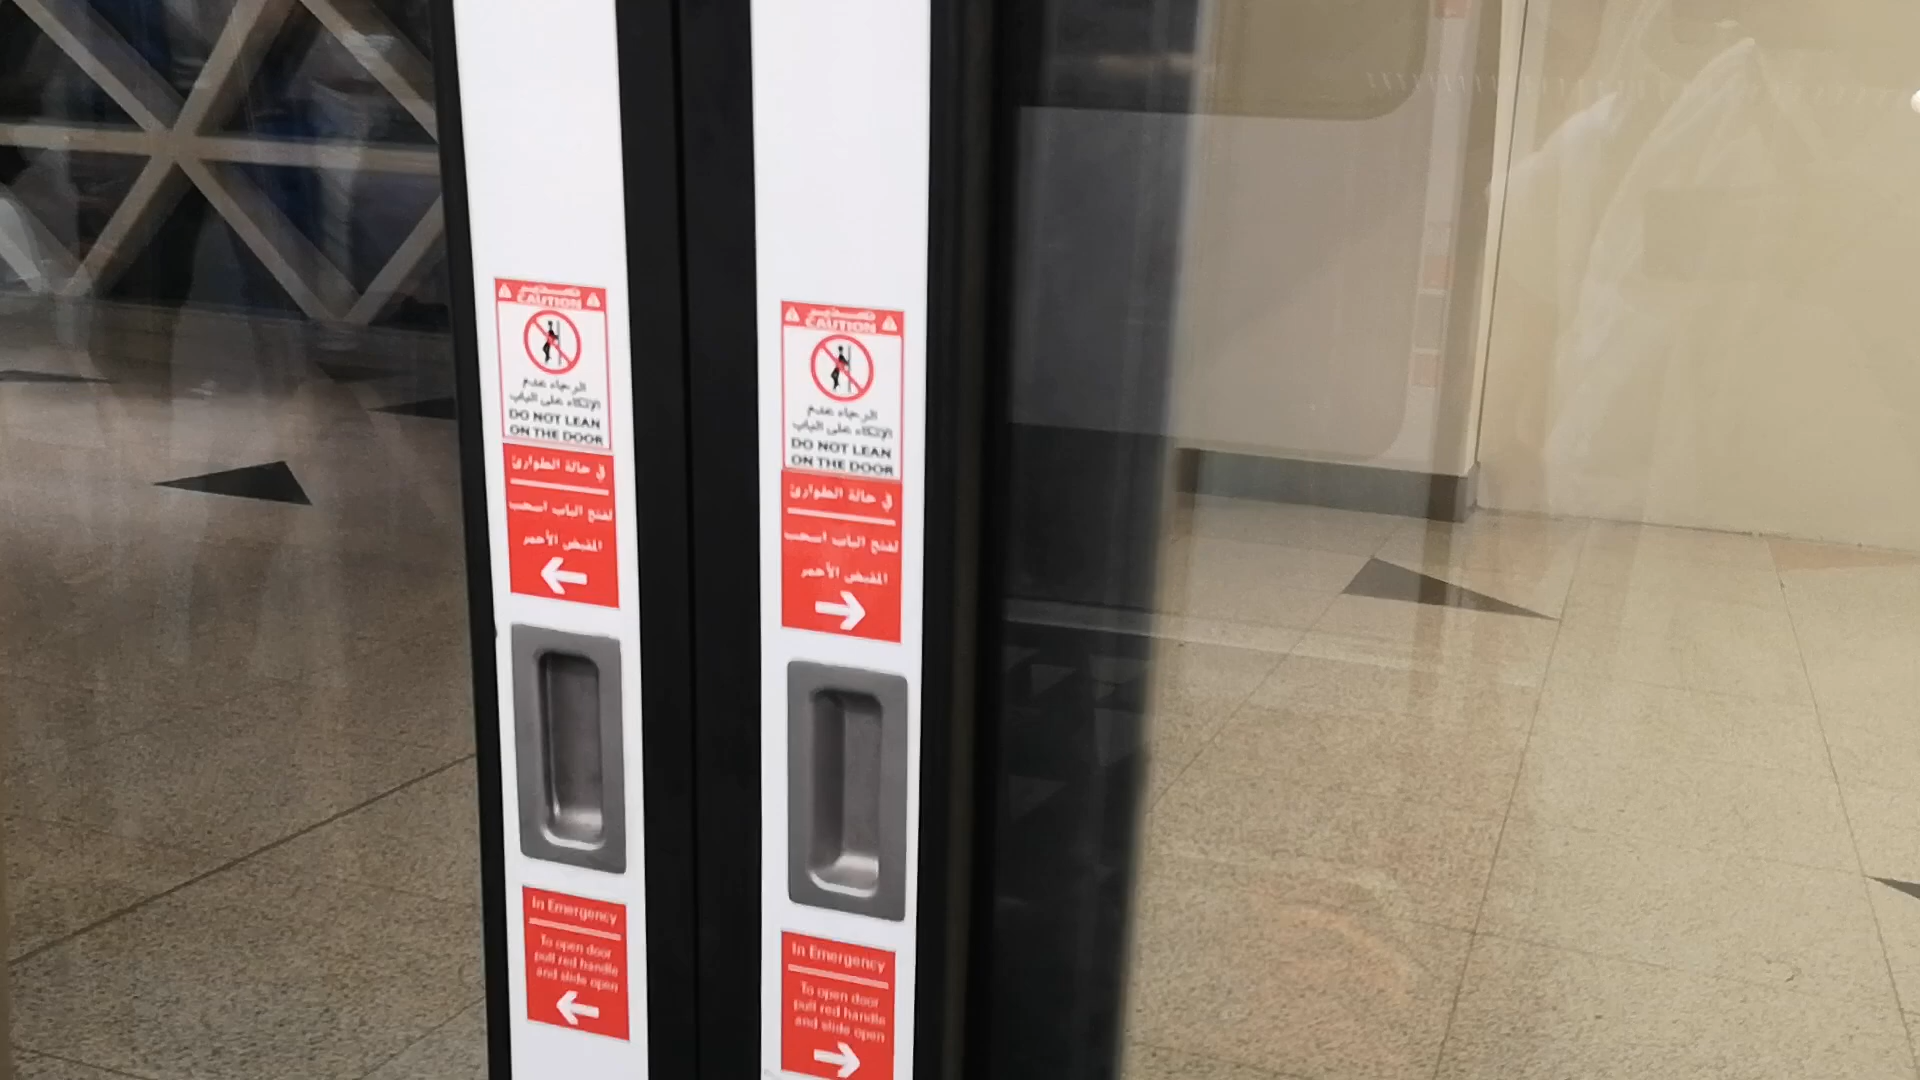 تحذير
CAUTION
الرجاء عدم
الإتكاء على الباب
DO NOT LEAN
ON THE DOOR
في حالة الطوارئ
لفتح الباب اسحب
المقبض الأحمر
In Emergency
To open door
pull red handle
and slide open
تحذير
CAUTION
الرجاء عدم
الإتكاء على الباب
DO NOT LEAN
ON THE DOOR
في حالة الطوارئ
لفتح الباب اسحب
المقبض الأحمر
In Emergency
To open door
pull red handle
and slide open